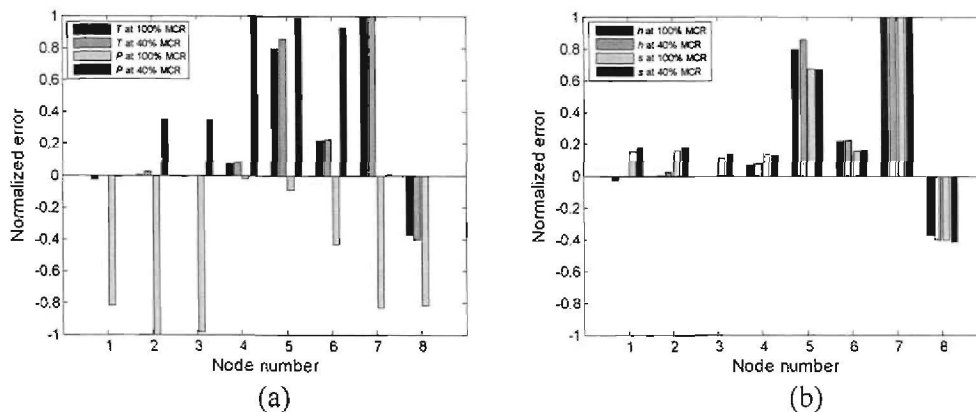 T at 100% MCR
T at 40% MCR
P at 100% MCR
P at 40% MCR
1
0.8
0.6
0.4
0.2
0
-0.2
-0.4
-0.6
-0.8
-1
Normalized error
1 2 3 4 5 6 7 8
Node number
(a)
h at 100% MCR
h at 40% MCR
s at 100% MCR
s at 40% MCR
1
0.8
0.6
0.4
0.2
0
-0.2
-0.4
-0.6
-0.8
-1
Normalized error
1 2 3 4 5 6 7 8
Node number
(b)